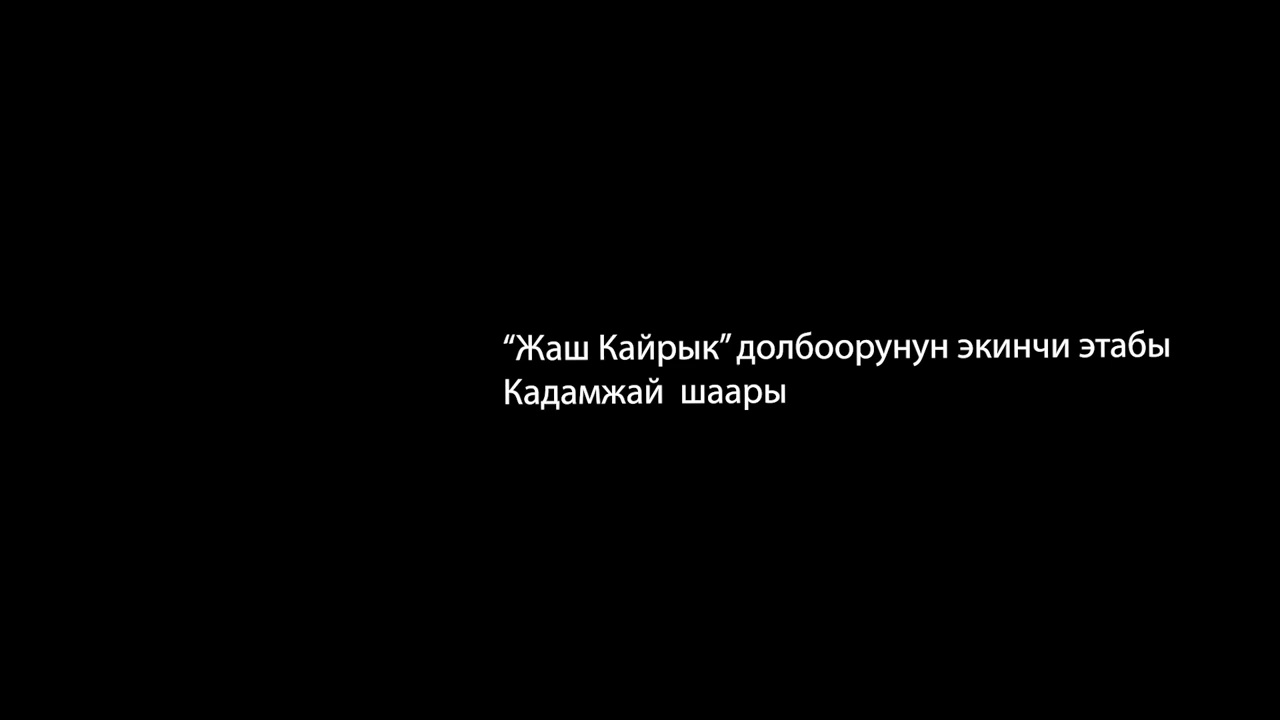 “Жаш Кайрык” долбоорунун экинчи этабы
Кадамжай шаары